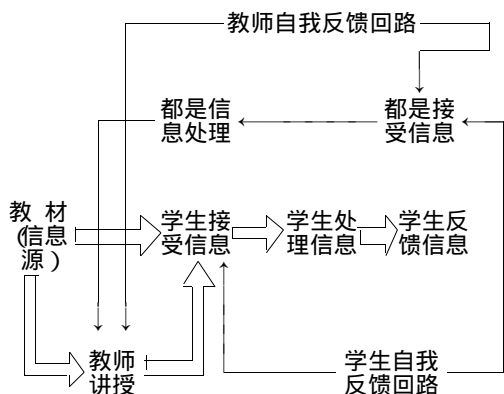 教师自我反馈回路
都是信
息处理
都是接
受信息
教 材
(信息
源)
学生接
受信息
学生处
理信息
学生反
馈信息
教师
讲授
学生自我
反馈回路